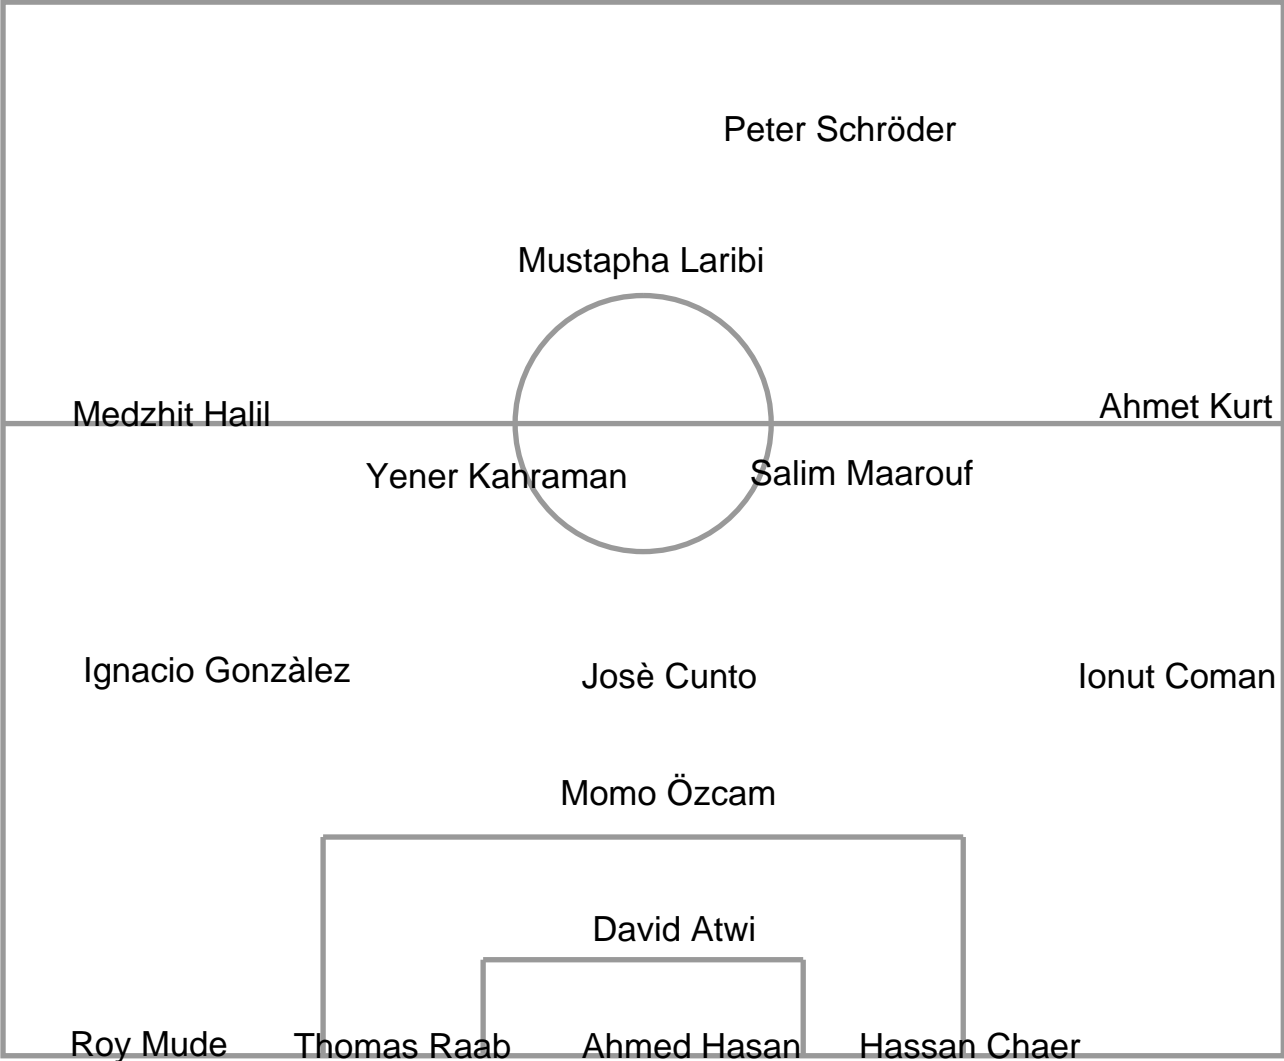 Peter Schröder
Mustapha Laribi
Medzhit Halil
Ahmet Kurt
Yener Kahraman
Salim Maarouf
Ignacio Gonzàlez
Josè Cunto
Ionut Coman
Momo Özcam
David Atwi
Roy Mude
Thomas Raab
Ahmed Hasan
Hassan Chaer